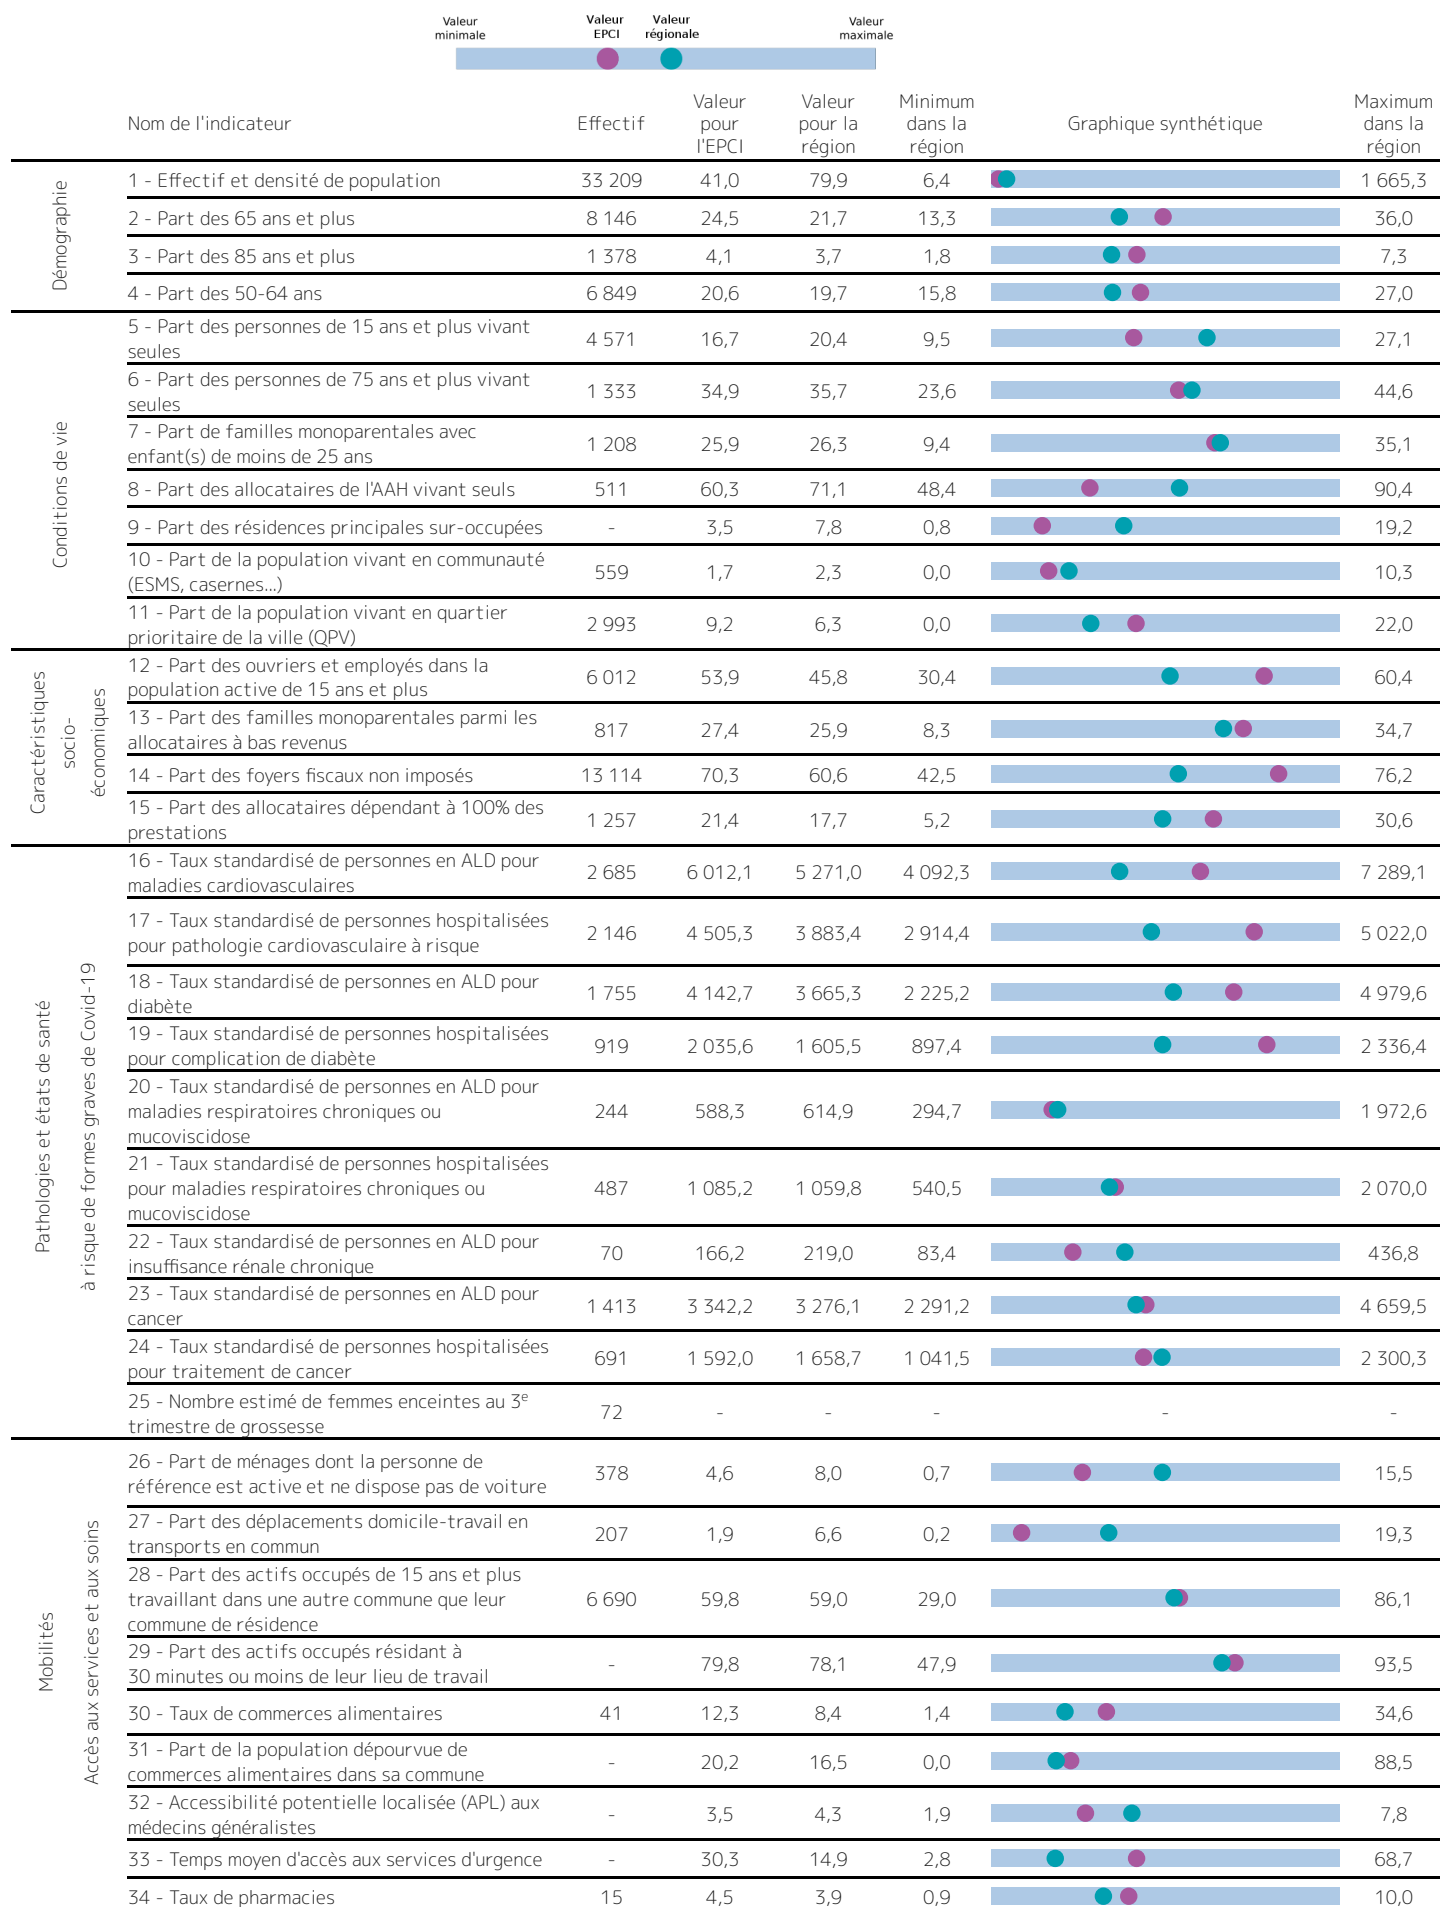 Valeur
minimale
Valeur
EPCI
Valeur
régionale
Valeur
maximale
Nom de l'indicateur
Effectif
Valeur
pour
l'EPCI
Valeur
pour la
région
Minimum
dans la
région
Graphique synthétique
Maximum
dans la
région
Démographie
1 - Effectif et densité de population 33 209 41,0 79,9 6,4 1 665,3
2 - Part des 65 ans et plus 8 146 24,5 21,7 13,3 36,0
3 - Part des 85 ans et plus 1 378 4,1 3,7 1,8 7,3
4 - Part des 50-64 ans 6 849 20,6 19,7 15,8 27,0
Conditions de vie
5 - Part des personnes de 15 ans et plus vivant
seules
4 571 16,7 20,4 9,5 27,1
6 - Part des personnes de 75 ans et plus vivant
seules
1 333 34,9 35,7 23,6 44,6
7 - Part de familles monoparentales avec
enfant(s) de moins de 25 ans
1 208 25,9 26,3 9,4 35,1
8 - Part des allocataires de l'AAH vivant seuls 511 60,3 71,1 48,4 90,4
9 - Part des résidences principales sur-occupées - 3,5 7,8 0,8 19,2
10 - Part de la population vivant en communauté
(ESMS, casernes...)
559 1,7 2,3 0,0 10,3
11 - Part de la population vivant en quartier
prioritaire de la ville (QPV)
2 993 9,2 6,3 0,0 22,0
Caractéristiques
socio-
économiques
12 - Part des ouvriers et employés dans la
population active de 15 ans et plus
6 012 53,9 45,8 30,4 60,4
13 - Part des familles monoparentales parmi les
allocataires à bas revenus
817 27,4 25,9 8,3 34,7
14 - Part des foyers fiscaux non imposés 13 114 70,3 60,6 42,5 76,2
15 - Part des allocataires dépendant à 100% des
prestations
1 257 21,4 17,7 5,2 30,6
Pathologies et états de santé
à risque de formes graves de Covid-19
16 - Taux standardisé de personnes en ALD pour
maladies cardiovasculaires
2 685 6 012,1 5 271,0 4 092,3 7 289,1
17 - Taux standardisé de personnes hospitalisées
pour pathologie cardiovasculaire à risque
2 146 4 505,3 3 883,4 2 914,4 5 022,0
18 - Taux standardisé de personnes en ALD pour
diabète
1 755 4 142,7 3 665,3 2 225,2 4 979,6
19 - Taux standardisé de personnes hospitalisées
pour complication de diabète
919 2 035,6 1 605,5 897,4 2 336,4
20 - Taux standardisé de personnes en ALD pour
maladies respiratoires chroniques ou
mucoviscidose
244 588,3 614,9 294,7 1 972,6
21 - Taux standardisé de personnes hospitalisées
pour maladies respiratoires chroniques ou
mucoviscidose
487 1 085,2 1 059,8 540,5 2 070,0
22 - Taux standardisé de personnes en ALD pour
insuffisance rénale chronique
70 166,2 219,0 83,4 436,8
23 - Taux standardisé de personnes en ALD pour
cancer
1 413 3 342,2 3 276,1 2 291,2 4 659,5
24 - Taux standardisé de personnes hospitalisées
pour traitement de cancer
691 1 592,0 1 658,7 1 041,5 2 300,3
25 - Nombre estimé de femmes enceintes au 3e
trimestre de grossesse
72 - - - - -
Mobilités
Accès aux services et aux soins
26 - Part de ménages dont la personne de
référence est active et ne dispose pas de voiture
378 4,6 8,0 0,7 15,5
27 - Part des déplacements domicile-travail en
transports en commun
207 1,9 6,6 0,2 19,3
28 - Part des actifs occupés de 15 ans et plus
travaillant dans une autre commune que leur
commune de résidence
6 690 59,8 59,0 29,0 86,1
29 - Part des actifs occupés résidant à
30 minutes ou moins de leur lieu de travail
- 79,8 78,1 47,9 93,5
30 - Taux de commerces alimentaires 41 12,3 8,4 1,4 34,6
31 - Part de la population dépourvue de
commerces alimentaires dans sa commune
- 20,2 16,5 0,0 88,5
32 - Accessibilité potentielle localisée (APL) aux
médecins généralistes
- 3,5 4,3 1,9 7,8
33 - Temps moyen d'accès aux services d'urgence - 30,3 14,9 2,8 68,7
34 - Taux de pharmacies 15 4,5 3,9 0,9 10,0